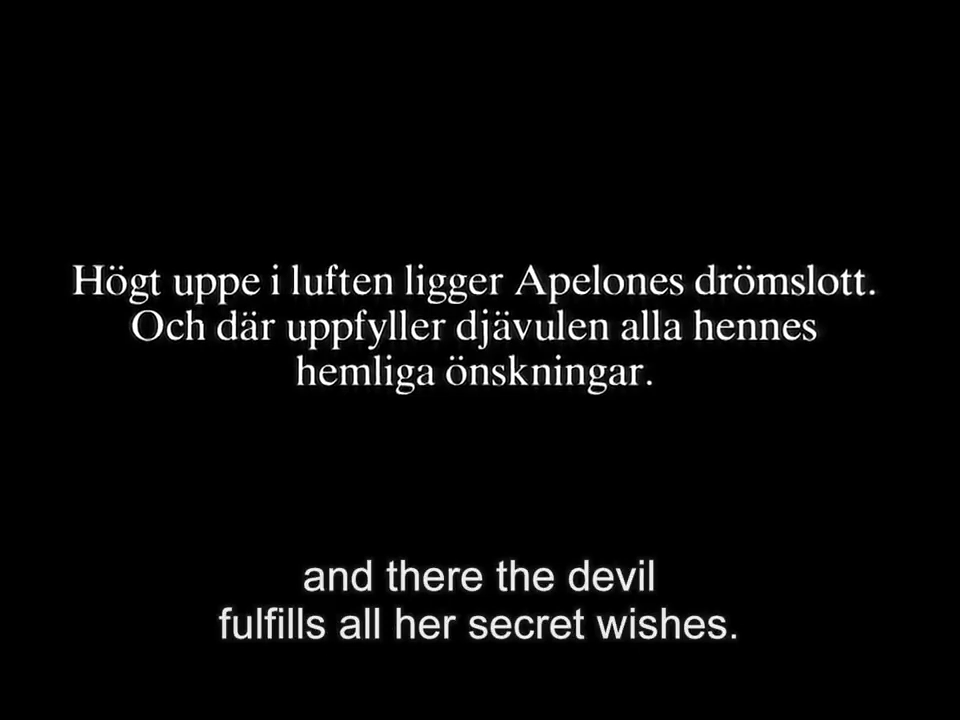 Högt uppe i luften ligger Apelones drömslott.
Och där uppfyller djävulen alla hennes
hemliga önskningar.
and there the devil
fulfills all her secret wishes.